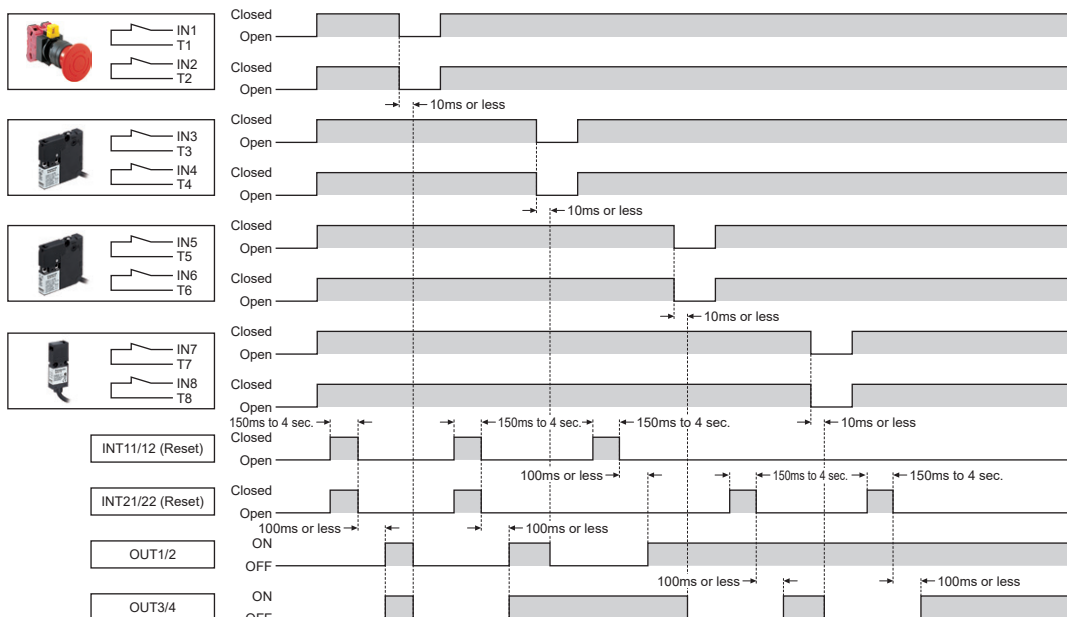 Closed
IN1
Open
T1
IN2
Closed
T2
Open
10ms or less
Closed
IN3
Open
T3
IN4
Closed
T4
Open
10ms or less
Closed
IN5
Open
T5
IN6
Closed
T6
Open
10ms or less
Closed
IN7
Open
T7
IN8
Closed
T8
Open
150ms to 4 sec. 150ms to 4 sec. 150ms to 4 sec. 10ms or less
INT11/12 (Reset)
Closed
Open
100ms or less 150ms to 4 sec. 150ms to 4 sec.
INT21/22 (Reset)
Closed
Open
100ms or less 100ms or less
OUT1/2
ON
OFF
100ms or less 100ms or less
OUT3/4
ON
OFF